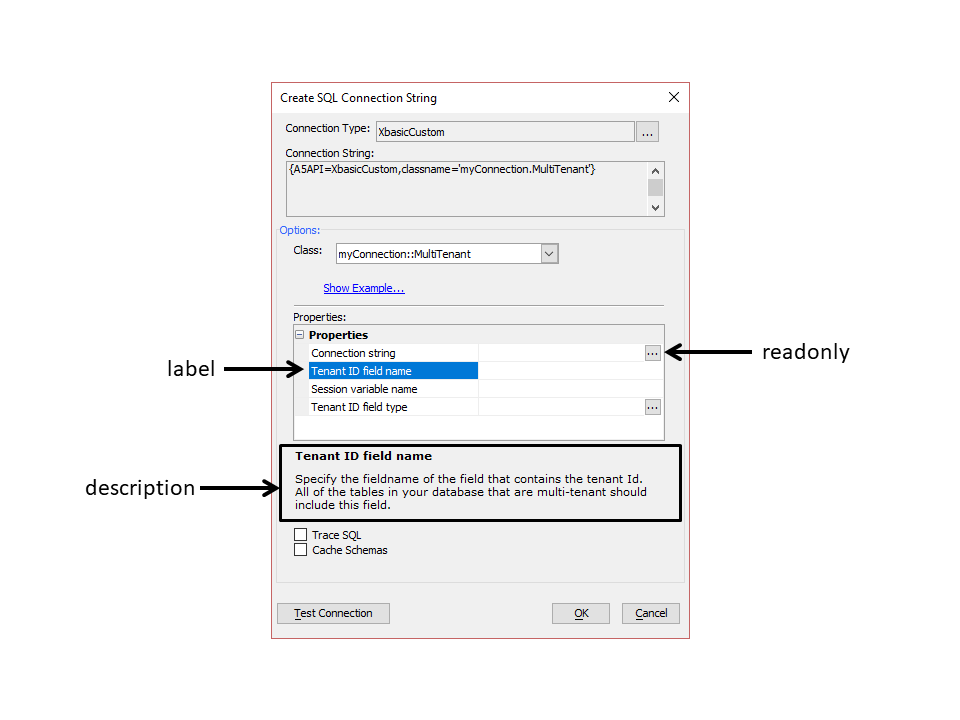 Create SQL Connection String
Connection Type: XbasicCustom ...
Connection String:
{A5API=XbasicCustom,classname='myConnection.MultiTenant'}
Options:
Class: myConnection::MultiTenant
Show Example...
Properties:
Properties
Connection string ...
readonly
label
Tenant ID field name
Session variable name
Tenant ID field type ...
Tenant ID field name
description
Specify the fieldname of the field that contains the tenant Id.
All of the tables in your database that are multi-tenant should
include this field.
Trace SQL
Cache Schemas
Test Connection OK Cancel